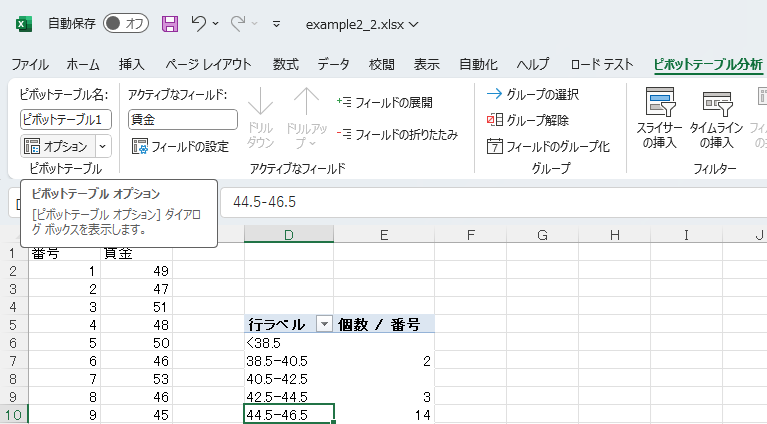 自動保存 オフ example2_2.xlsx
ファイル ホーム 挿入 ページ レイアウト 数式 データ 校閲 表示 自動化 ヘルプ ロード テスト ピボットテーブル分析
ピボットテーブル名:
ピボットテーブル1
オプション
ピボットテーブル
アクティブなフィールド:
賃金
フィールドの設定
ドリル
ダウン
ドリルアッ
プ
フィールドの展開
フィールドの折りたたみ
アクティブなフィールド
グループの選択
グループ解除
フィールドのグループ化
グループ
スライサー
の挿入
タイムライン
の挿入
フィルター
ピボットテーブル オプション
[ピボットテーブル オプション] ダイアロ
グ ボックスを表示します。
44.5-46.5
D E F G H I J
1 番号 賃金
2 1 49
3 2 47
4 3 51
5 4 48 行ラベル 個数 / 番号
6 5 50 <38.5
7 6 46 38.5-40.5 2
8 7 53 40.5-42.5
9 8 46 42.5-44.5 3
10 9 45 44.5-46.5 14